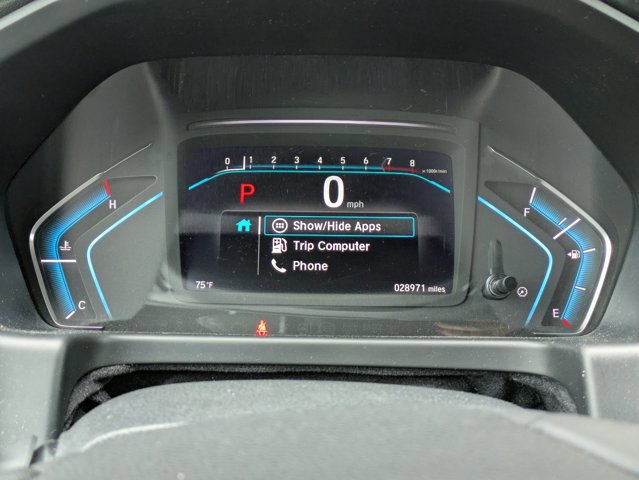 0 1 2 3 4 5 6 7 8 x 1000r/min
P 0 mph
H
F
Show/Hide Apps
Trip Computer
Phone
C
E
75°F
028971 miles